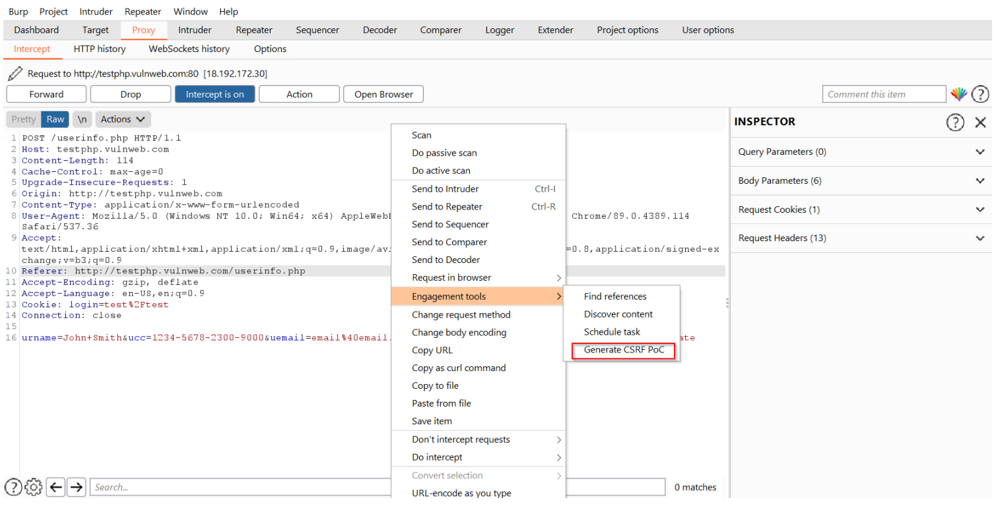 Burp Project Intruder Repeater Window Help
Dashboard Target Proxy Intruder Repeater Sequencer Decoder Comparer Logger Extender Project options User options
Intercept HTTP history WebSockets history Options
Request to http://testphp.vulnweb.com:80 [18.192.172.30]
Forward Drop Intercept is on Action Open Browser Comment this item ?
Pretty Raw \n Actions
1 POST /userinfo.php HTTP/1.1
2 Host: testphp.vulnweb.com
3 Content-Length: 114
4 Cache-Control: max-age=0
5 Upgrade-Insecure-Requests: 1
6 Origin: http://testphp.vulnweb.com
7 Content-Type: application/x-www-form-urlencoded
8 User-Agent: Mozilla/5.0 (Windows NT 10.0; Win64; x64) Chrome/89.0.4389.114
Safari/537.36
9 Accept:
text/html,application/xhtml+xml,application/xml;q=0.9,image/avi =0.8,application/signed-ex
change;v=b3;q=0.9
10 Referer: http://testphp.vulnweb.com/userinfo.php
11 Accept-Encoding: gzip, deflate
12 Accept-Language: en-US,en;q=0.9
13 Cookie: login=test%2Ftest
14 Connection: close
15
16 urname=John+Smith&ucc=1234-5678-2300-9000&uemail=email%40email. ate
Scan
Do passive scan
Do active scan
Send to Intruder Ctrl-I
Send to Repeater Ctrl-R
Send to Sequencer
Send to Comparer
Send to Decoder
Request in browser
Engagement tools
Change request method
Change body encoding
Copy URL
Copy as curl command
Copy to file
Paste from file
Save item
Don't intercept requests
Do intercept
Convert selection
URL-encode as you type
Find references
Discover content
Schedule task
Generate CSRF PoC
INSPECTOR ?
Query Parameters (0)
Body Parameters (6)
Request Cookies (1)
Request Headers (13)
? Search... 0 matches